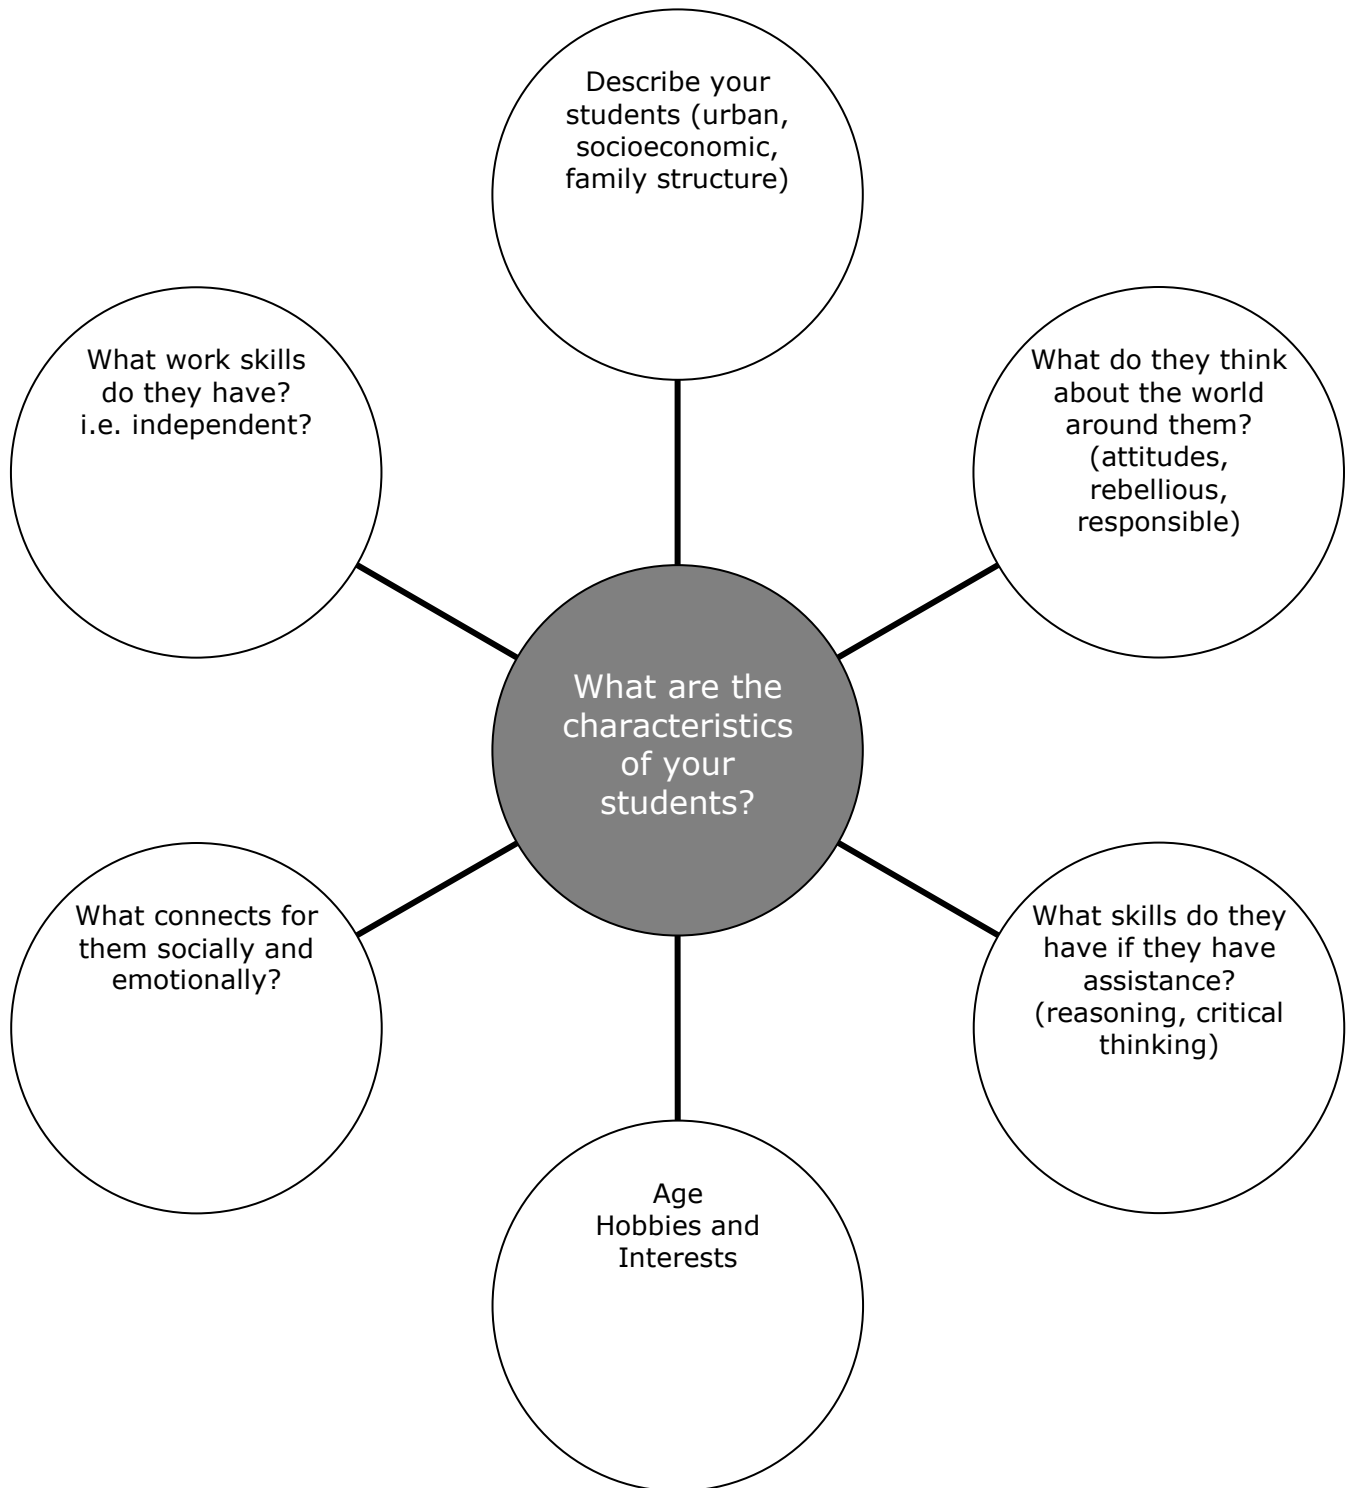 Describe your
students (urban,
socioeconomic,
family structure)
What work skills
do they have?
i.e. independent?
What do they think
about the world
around them?
(attitudes,
rebellious,
responsible)
What are the
characteristics
of your
students?
What connects for
them socially and
emotionally?
What skills do they
have if they have
assistance?
(reasoning, critical
thinking)
Age
Hobbies and
Interests